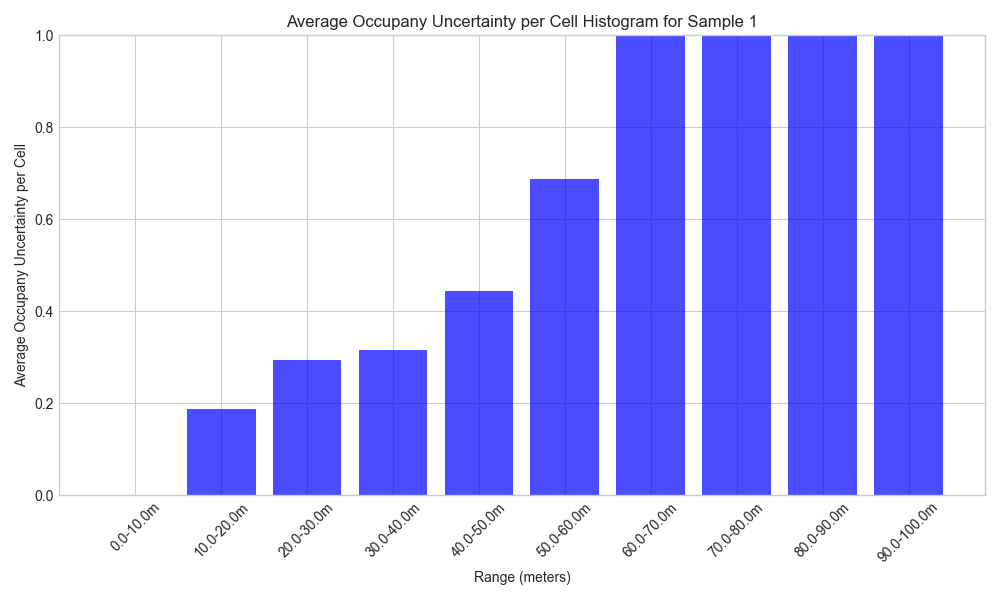 Average Occupany Uncertainty per Cell Histogram for Sample 1
Average Occupany Uncertainty per Cell
1.0
0.8
0.6
0.4
0.2
0.0
0.0-10.0m
10.0-20.0m
20.0-30.0m
30.0-40.0m
40.0-50.0m
50.0-60.0m
60.0-70.0m
70.0-80.0m
80.0-90.0m
90.0-100.0m
Range (meters)